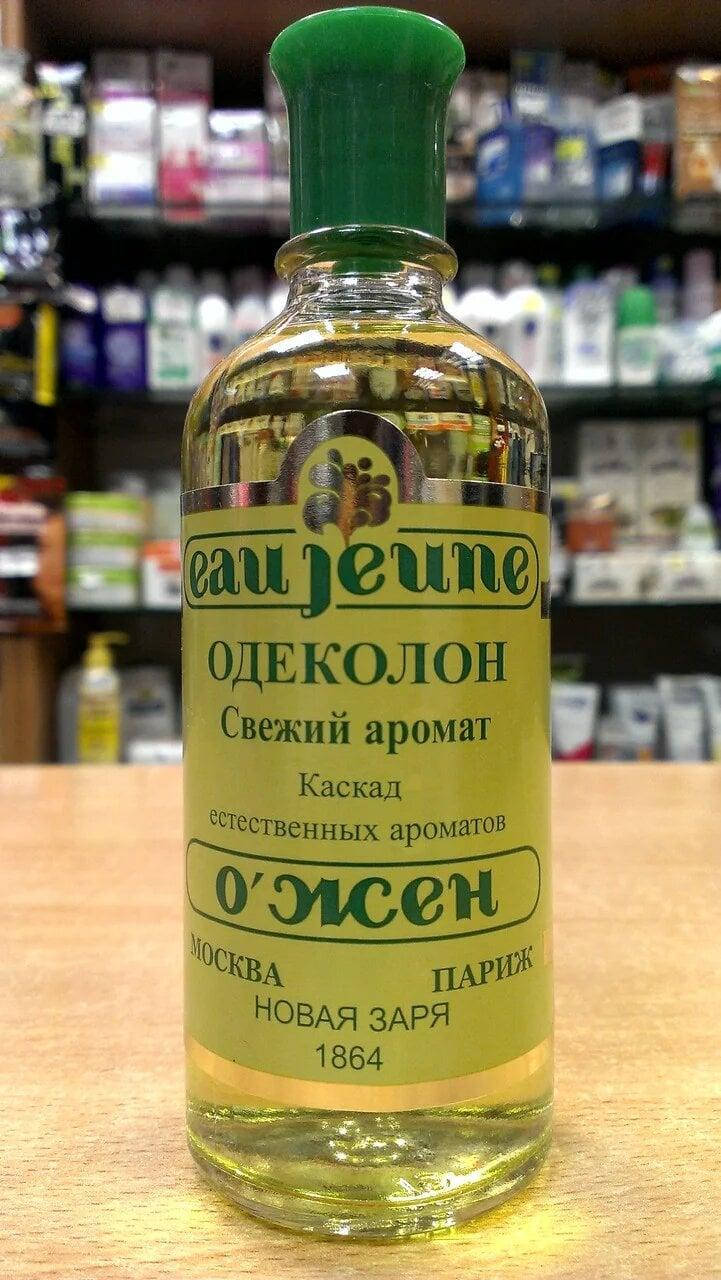 eau jeune
ОДЕКОЛОН
Свежий аромат
Каскад
естественных ароматов
о'жен
МОСКВА ПАРИЖ
НОВАЯ ЗАРЯ
1864